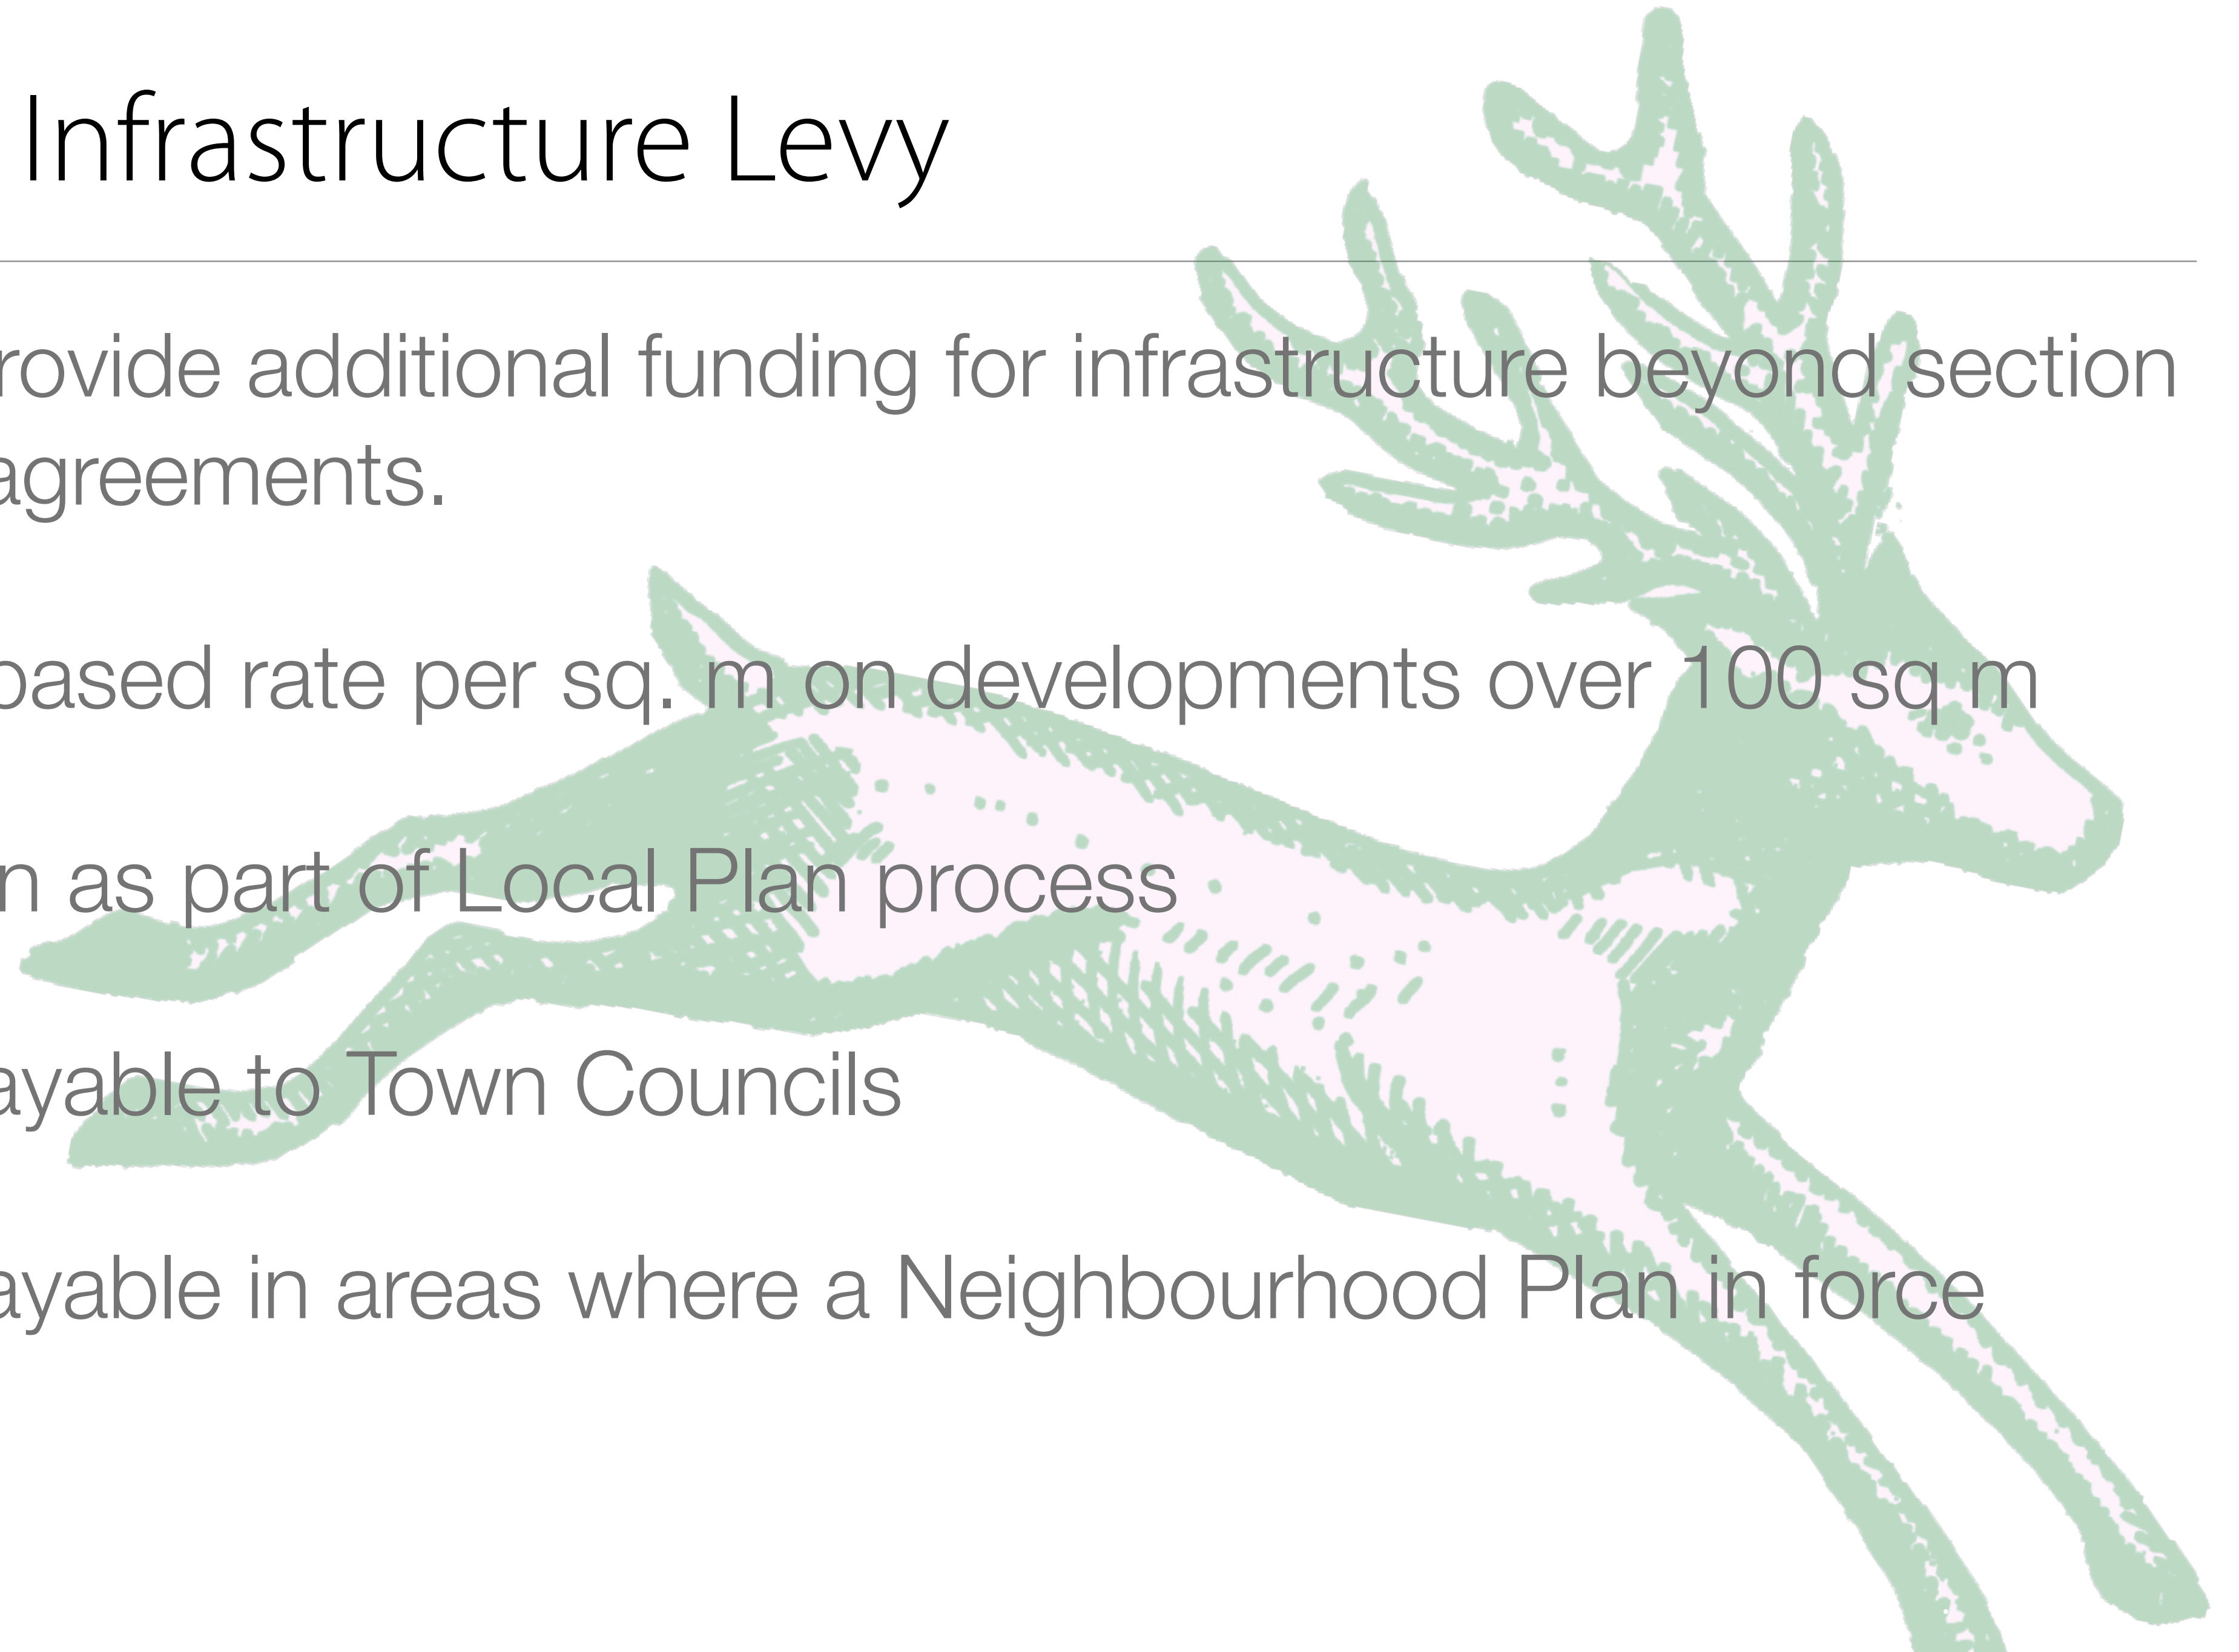 Infrastructure Levy
rovide additional funding for infrastructure beyond section
agreements.
based rate per sq. m on developments over 100 sq m
n as part of Local Plan process
ayable to Town Councils
ayable in areas where a Neighbourhood Plan in force